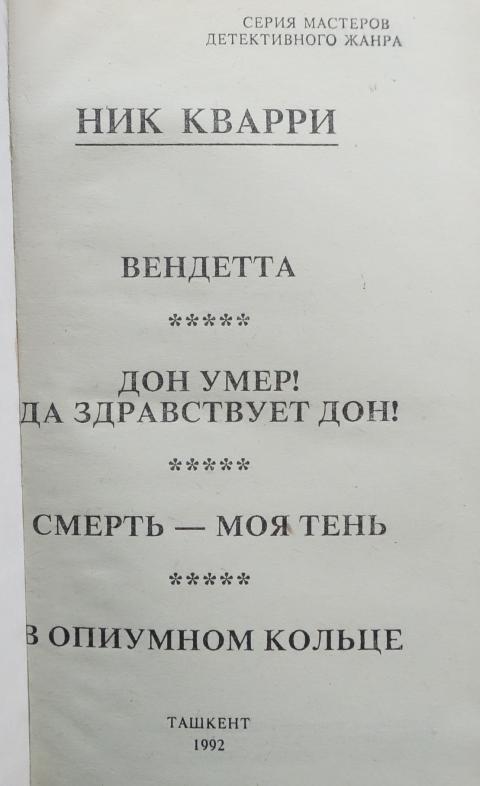 СЕРИЯ МАСТЕРОВ
ДЕТЕКТИВНОГО ЖАНРА
НИК КВАРРИ
ВЕНДЕТТА
*****
ДОН УМЕР!
ДА ЗДРАВСТВУЕТ ДОН!
*****
СМЕРТЬ — МОЯ ТЕНЬ
*****
В ОПИУМНОМ КОЛЬЦЕ
ТАШКЕНТ
1992